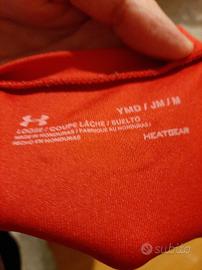 YMD / JM / M
LOOSE / COUPE LÂCHE / SUELTO
MADE IN HONDURAS / FABRIQUÉ AU HONDURAS /
HECHO EN HONDURAS
HEATGEAR
subito